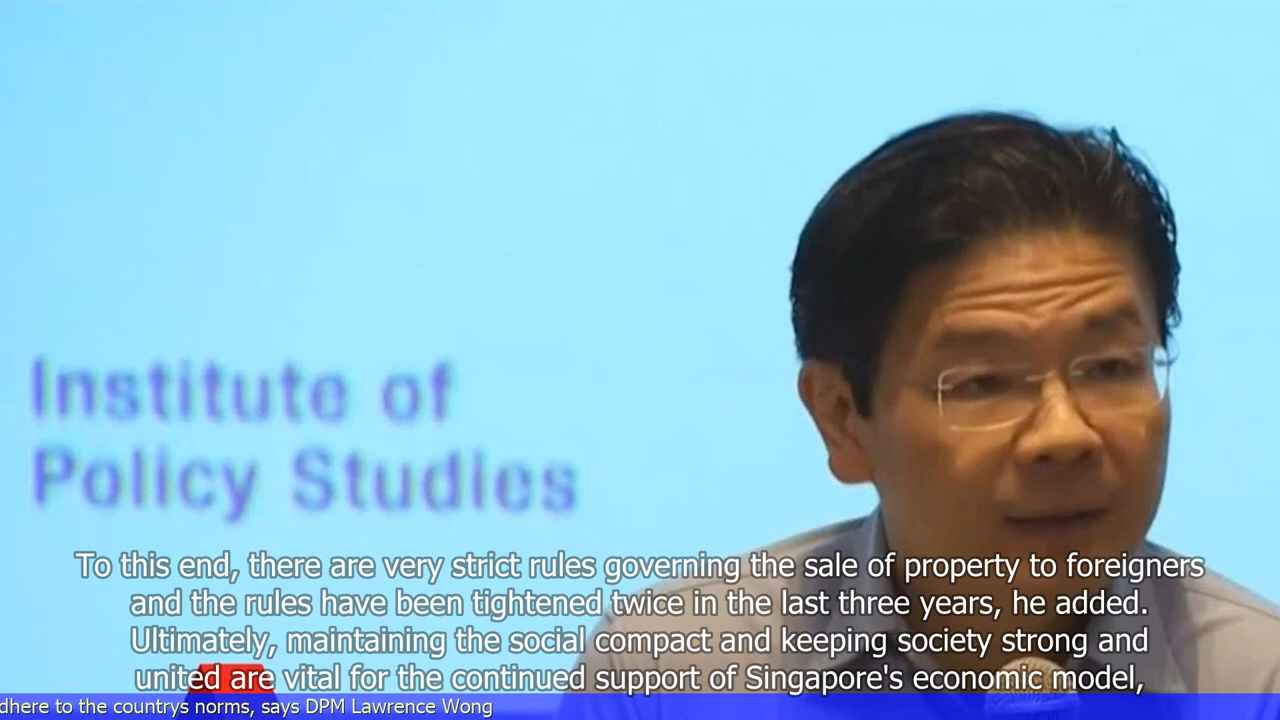 Institute of
Policy Studies
To this end, there are very strict rules governing the sale of property to foreigners
and the rules have been tightened twice in the last three years, he added.
Ultimately, maintaining the social compact and keeping society strong and
united are vital for the continued support of Singapore's economic model,
dhere to the countrys norms, says DPM Lawrence Wong